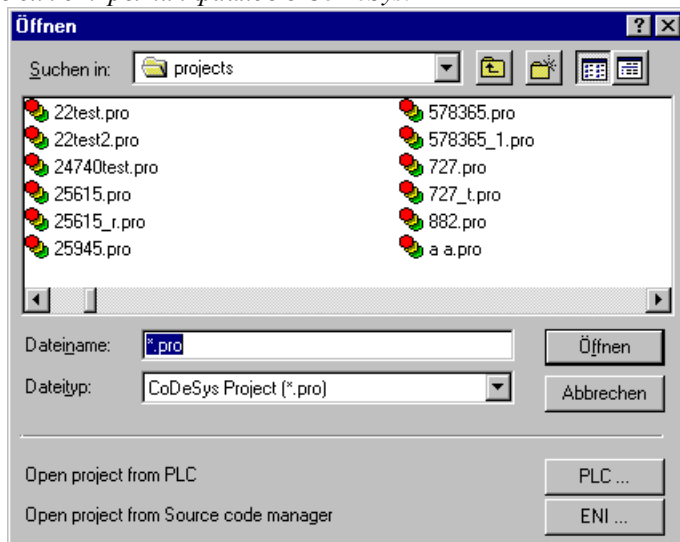 Öffnen
Suchen in: projects
22test.pro
22test2.pro
24740test.pro
25615.pro
25615_r.pro
25945.pro
578365.pro
578365_1.pro
727.pro
727_t.pro
882.pro
a a.pro
Dateiname: *.pro Öffnen
Dateityp: CoDeSys Project (*.pro) Abbrechen
Open project from PLC PLC ...
Open project from Source code manager ENI ...